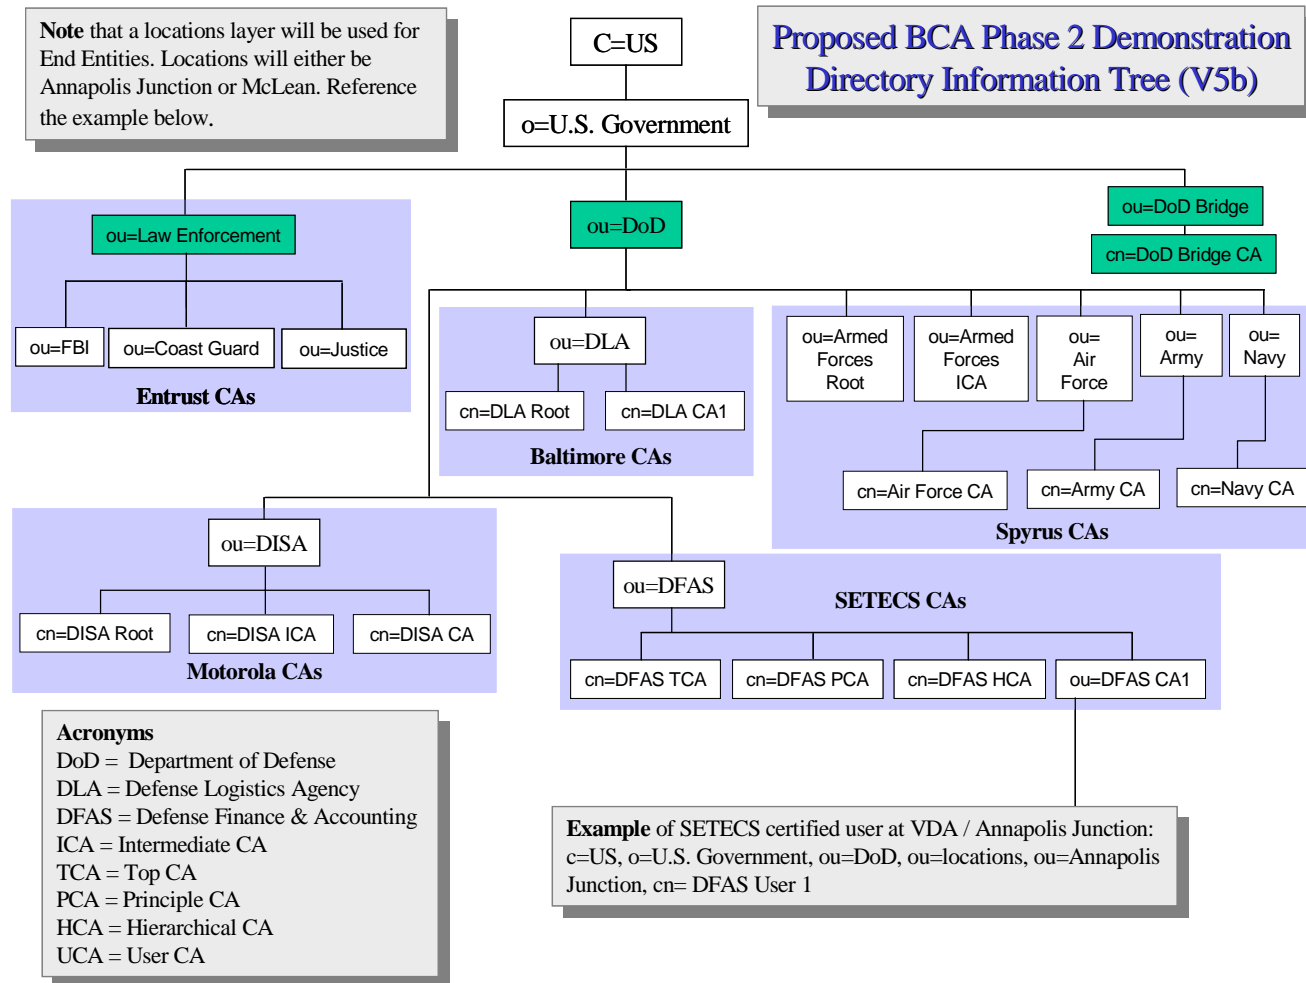 Note that a locations layer will be used for
End Entities. Locations will either be
Annapolis Junction or McLean. Reference
the example below.
C=US
Proposed BCA Phase 2 Demonstration
Directory Information Tree (V5b)
o=U.S. Government
ou=Law Enforcement
ou=DoD
ou=DoD Bridge
cn=DoD Bridge CA
ou=FBI
ou=Coast Guard
ou=Justice
Entrust CAs
ou=DLA
cn=DLA Root
cn=DLA CA1
Baltimore CAs
ou=Armed
Forces
Root
ou=Armed
Forces
ICA
ou=
Air
Force
ou=
Army
ou=
Navy
cn=Air Force CA
cn=Army CA
cn=Navy CA
Spyrus CAs
ou=DISA
cn=DISA Root
cn=DISA ICA
cn=DISA CA
Motorola CAs
ou=DFAS
SETECS CAs
cn=DFAS TCA
cn=DFAS PCA
cn=DFAS HCA
ou=DFAS CA1
Acronyms
DoD = Department of Defense
DLA = Defense Logistics Agency
DFAS = Defense Finance & Accounting
ICA = Intermediate CA
TCA = Top CA
PCA = Principle CA
HCA = Hierarchical CA
UCA = User CA
Example of SETECS certified user at VDA / Annapolis Junction:
c=US, o=U.S. Government, ou=DoD, ou=locations, ou=Annapolis
Junction, cn= DFAS User 1